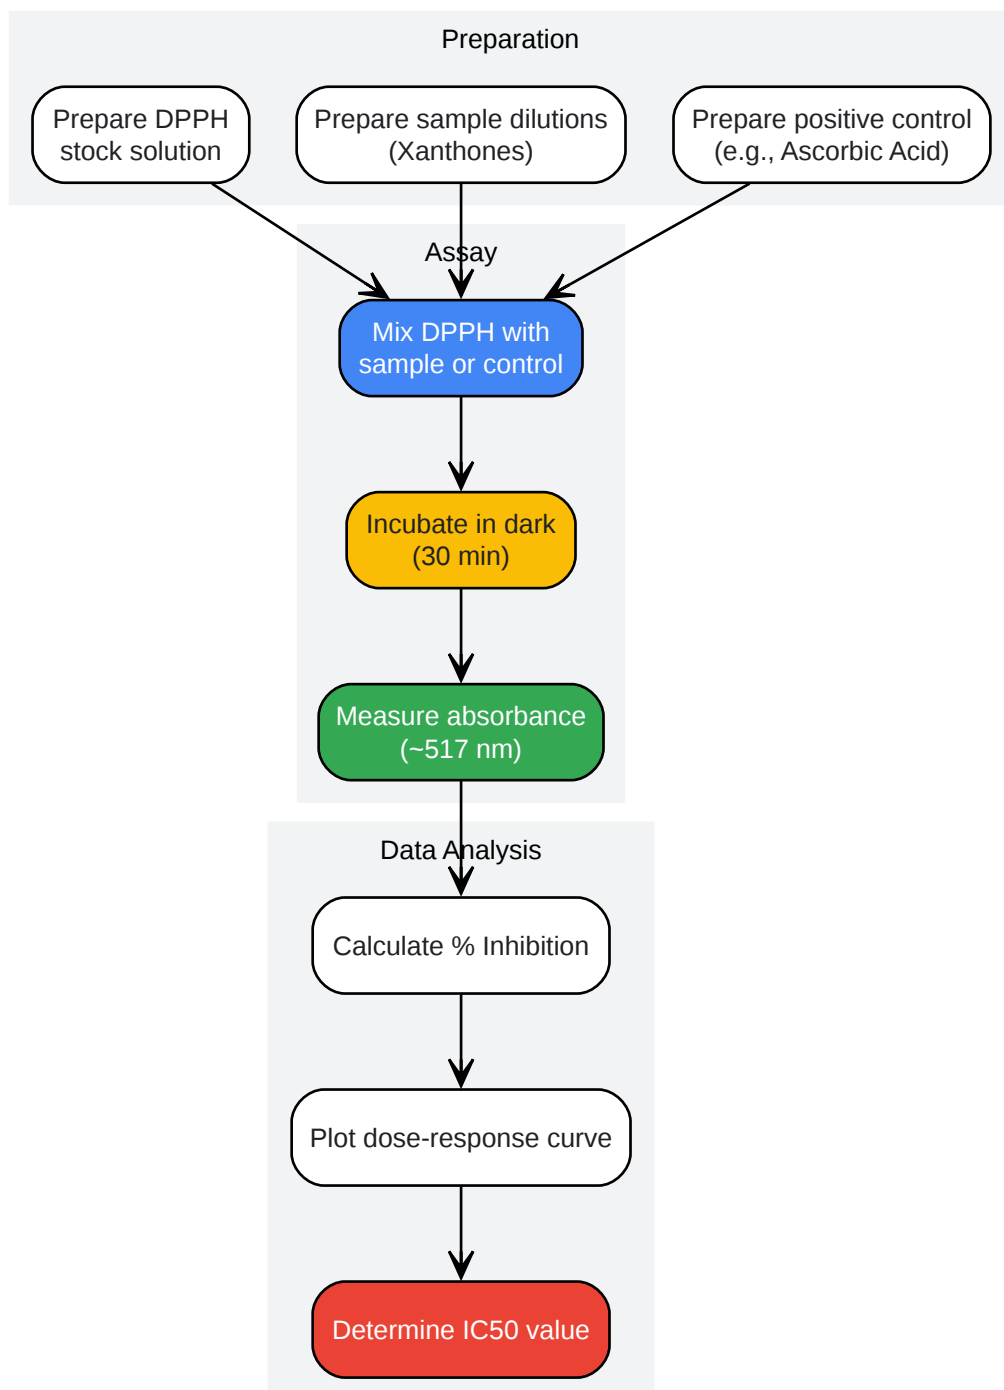 Preparation
Prepare DPPH
stock solution
Prepare sample dilutions
(Xanthones)
Prepare positive control
(e.g., Ascorbic Acid)
Assay
Mix DPPH with
sample or control
Incubate in dark
(30 min)
Measure absorbance
(~517 nm)
Data Analysis
Calculate % Inhibition
Plot dose-response curve
Determine IC50 value